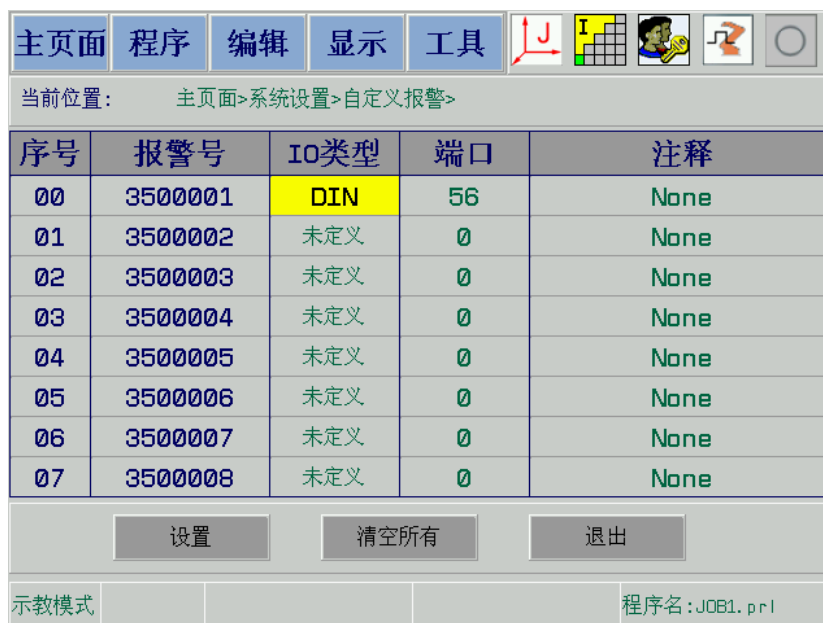 主页面 程序 编辑 显示 工具 J I
当前位置: 主页面>系统设置>自定义报警>
序号 报警号 IO类型 端口 注释
00 3500001 DIN 56 None
01 3500002 未定义 0 None
02 3500003 未定义 0 None
03 3500004 未定义 0 None
04 3500005 未定义 0 None
05 3500006 未定义 0 None
06 3500007 未定义 0 None
07 3500008 未定义 0 None
设置 清空所有 退出
示教模式 程序名:JOB1.prl